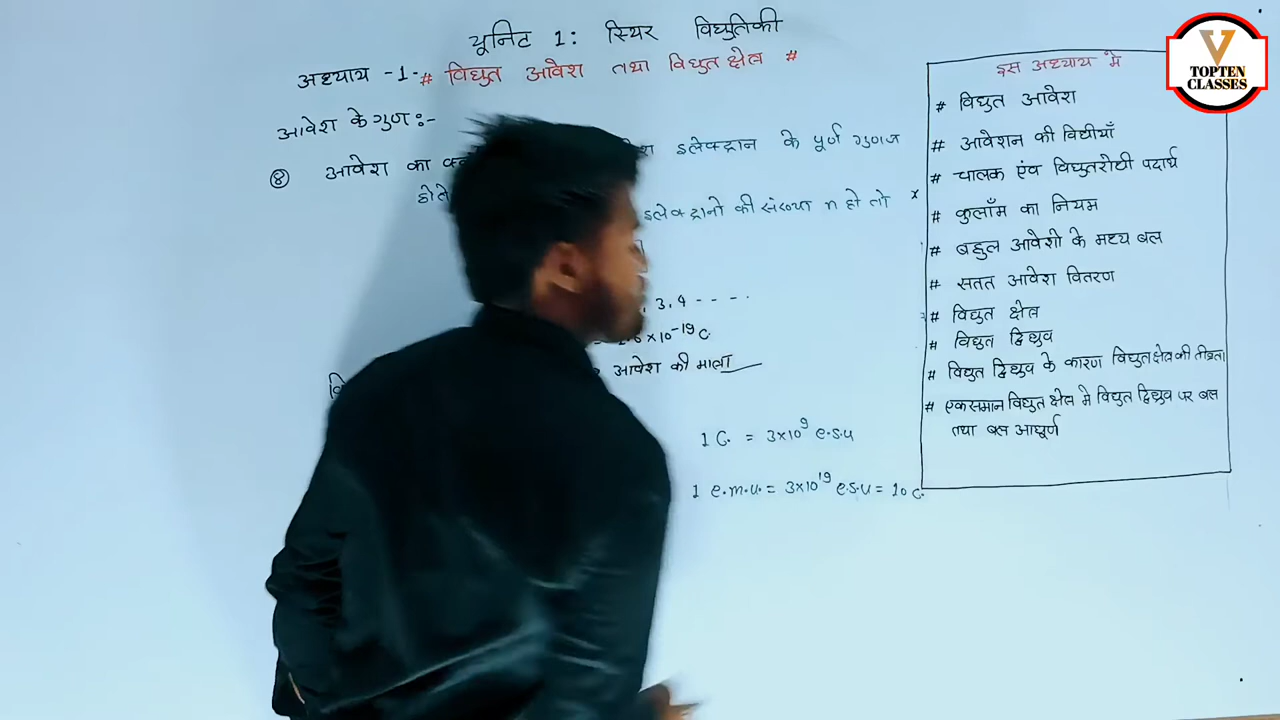 यूनिट 1: स्थिर विद्युतिकी
अध्याय -1- # विद्युत आवेश तथा विद्युत क्षेत्र #
आवेश के गुण :-
आवेश का इलेक्ट्रान के पूर्ण गुणज
होते इलेक्ट्रानो की संख्या n हो तो
, 3, 4 - - - .
×10⁻¹⁹ C
आवेश की मात्रा
1 C. = 3×10⁹ e.s.u
1 e.m.u. = 3×10¹⁹ e.s.u = 10 C.
इस अध्याय मे
# विद्युत आवेश
# आवेशन की विधीयाँ
# चालक एंव विद्युतरोधी पदार्थ
# कुलाँम का नियम
# बहुल आवेशो के मध्य बल
# सतत आवेश वितरण
# विद्युत क्षेत्र
# विद्युत द्विध्रुव
# विद्युत द्विध्रुव के कारण विद्युत क्षेत्र की तीव्रता
# एकसमान विद्युत क्षेत्र मे विद्युत द्विध्रुव पर बल
तथा बल आघूर्ण
V
TOPTEN
CLASSES